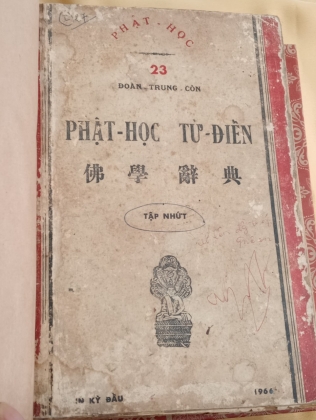 PHẬT-HỌC
23
ĐOÀN-TRUNG-CÒN
PHẬT-HỌC TỪ-ĐIỂN
佛學辭典
TẬP NHỨT
IN KỲ BẦU
1966